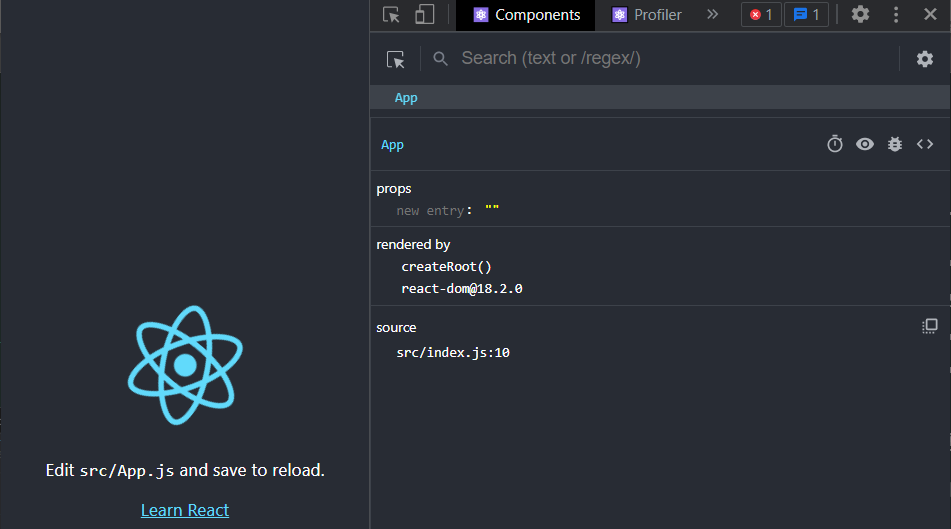 Components
Profiler
1
1
Search (text or /regex/)
App
App
props
new entry: ""
rendered by
createRoot()
react-dom@18.2.0
source
src/index.js:10
Edit src/App.js and save to reload.
Learn React